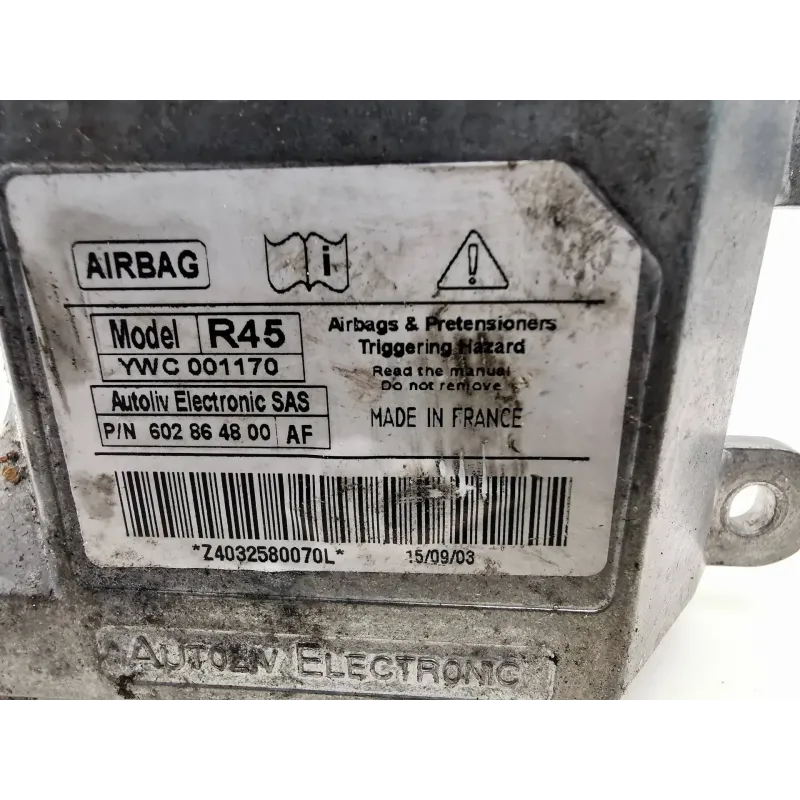 AIRBAG
i
!
Model R45
YWC 001170
Airbags & Pretensioners
Triggering Hazard
Read the manual
Do not remove
Autoliv Electronic SAS
P/N 602 86 48 00 AF
MADE IN FRANCE
*Z4032580070L* 15/09/03
AUTOLIV ELECTRONIC